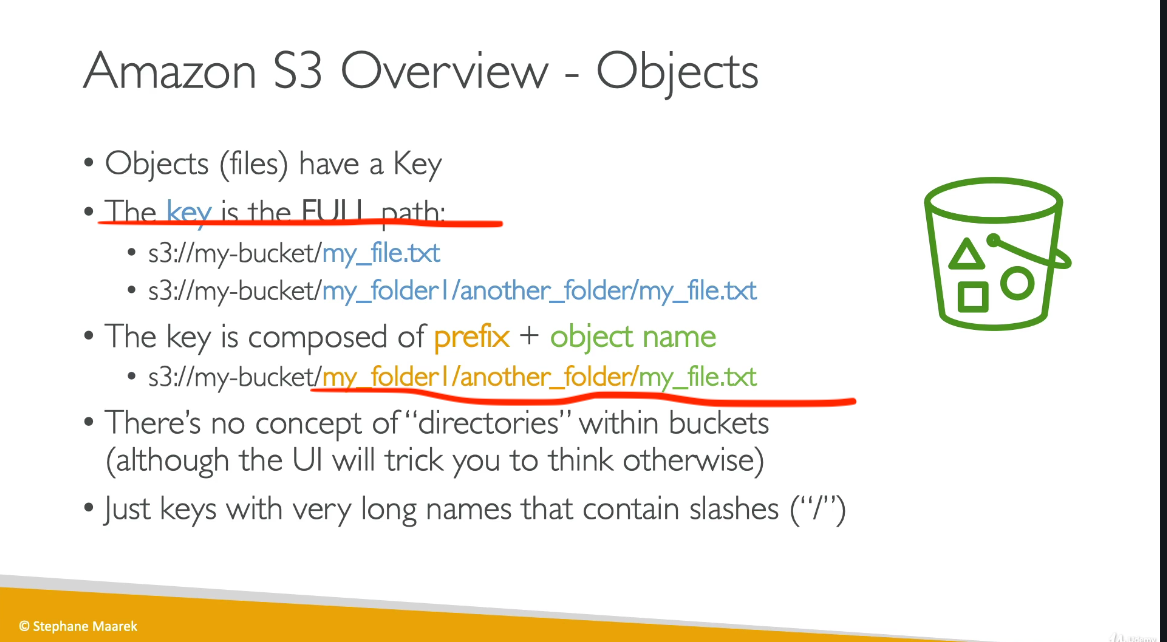 Amazon S3 Overview - Objects
• Objects (files) have a Key
• The key is the FULL path:
• s3://my-bucket/my_file.txt
• s3://my-bucket/my_folder1/another_folder/my_file.txt
• The key is composed of prefix + object name
• s3://my-bucket/my_folder1/another_folder/my_file.txt
• There’s no concept of “directories” within buckets
(although the UI will trick you to think otherwise)
• Just keys with very long names that contain slashes (“/”)
© Stephane Maarek